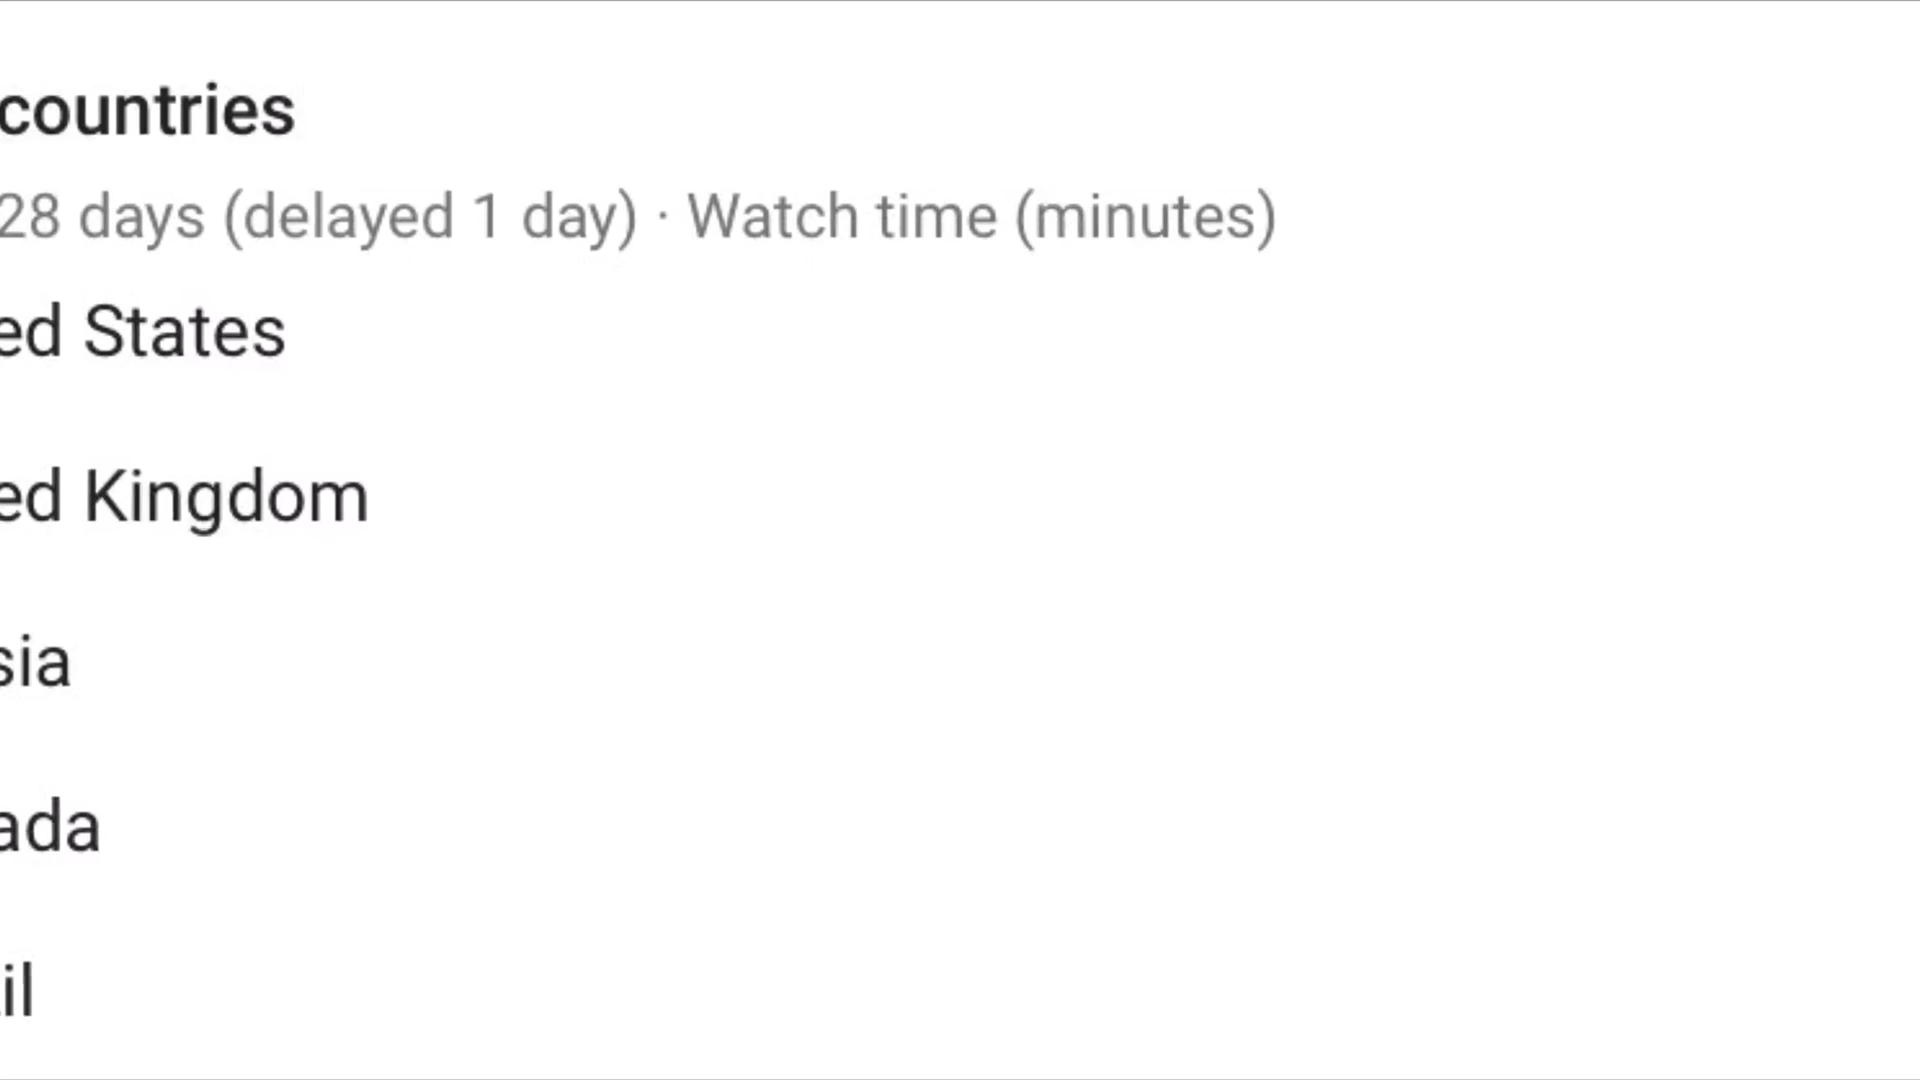 countries
28 days (delayed 1 day) · Watch time (minutes)
ed States
ed Kingdom
sia
ada
il